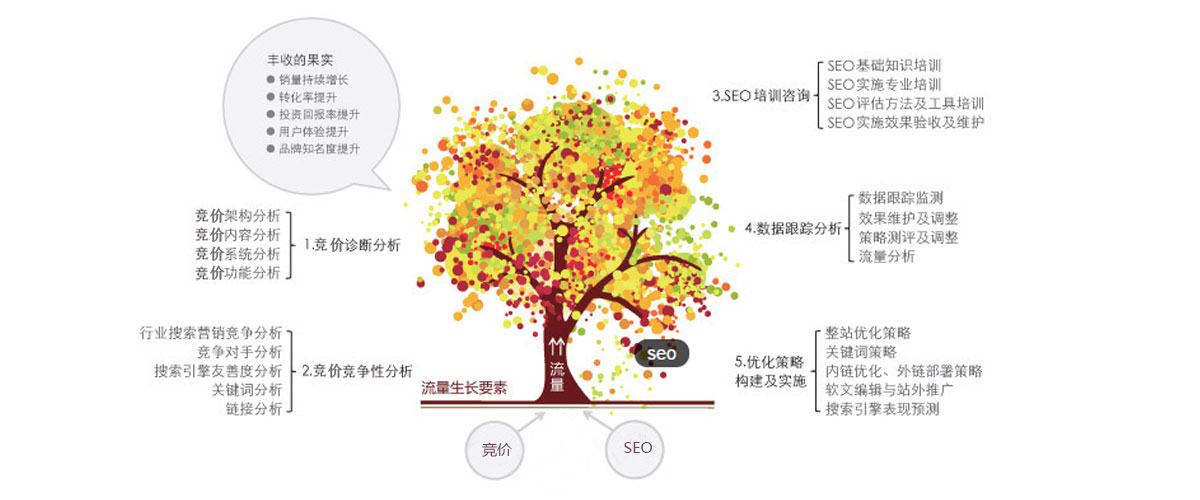 丰收的果实
销量持续增长
转化率提升
投资回报率提升
用户体验提升
品牌知名度提升
竞价架构分析
竞价内容分析
竞价系统分析
竞价功能分析
1.竞价诊断分析
行业搜索营销竞争分析
竞争对手分析
搜索引擎友善度分析
关键词分析
链接分析
2.竞价竞争性分析
3.SEO培训咨询
SEO基础知识培训
SEO实施专业培训
SEO评估方法及工具培训
SEO实施效果验收及维护
4.数据跟踪分析
数据跟踪监测
效果维护及调整
策略测评及调整
流量分析
5.优化策略
构建及实施
整站优化策略
关键词策略
内链优化、外链部署策略
软文编辑与站外推广
搜索引擎表现预测
seo
流量
流量生长要素
竞价
SEO